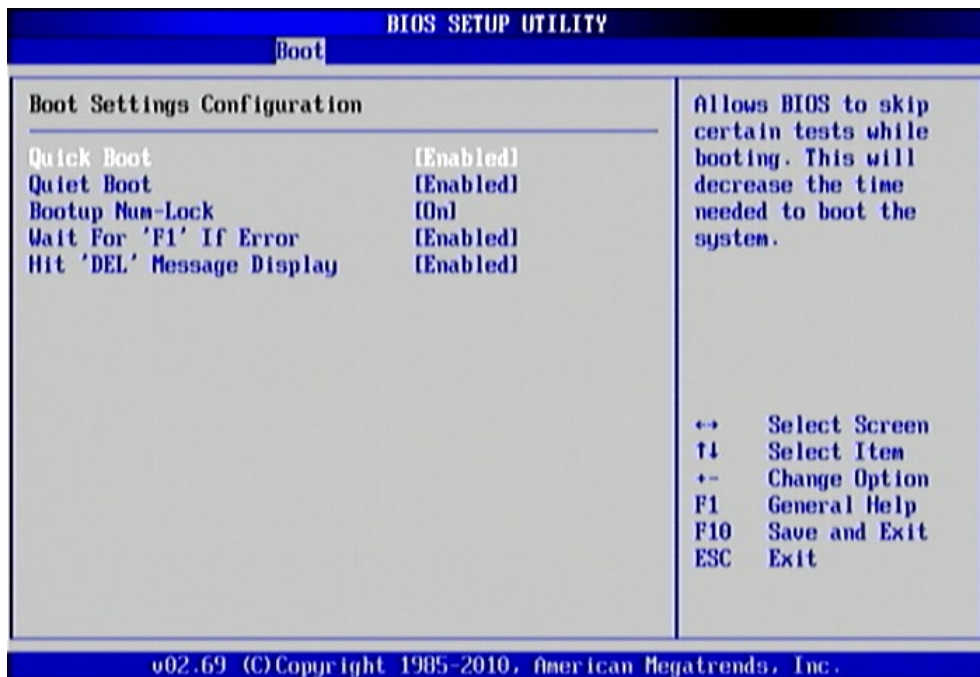 BIOS SETUP UTILITY
Boot
Boot Settings Configuration
Quick Boot [Enabled]
Quiet Boot [Enabled]
Bootup Num-Lock [On]
Wait For 'F1' If Error [Enabled]
Hit 'DEL' Message Display [Enabled]
Allows BIOS to skip
certain tests while
booting. This will
decrease the time
needed to boot the
system.
↔ Select Screen
↑↓ Select Item
+- Change Option
F1 General Help
F10 Save and Exit
ESC Exit
v02.69 (C)Copyright 1985-2010, American Megatrends, Inc.